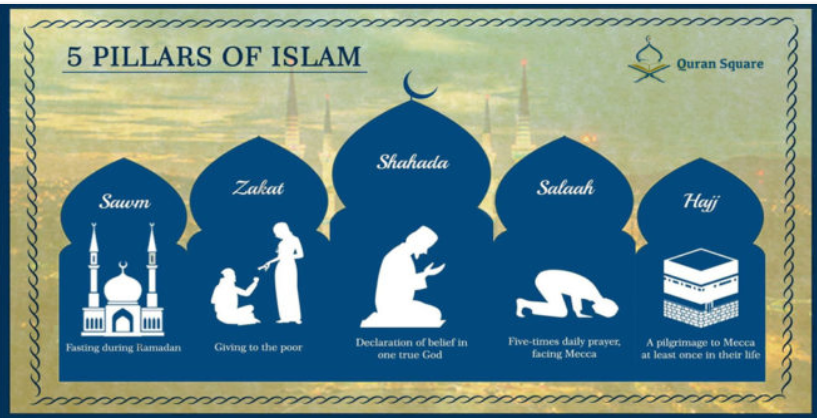 5 PILLARS OF ISLAM
Quran Square
Sawm
Zakat
Shahada
Salaah
Hajj
Fasting during Ramadan
Giving to the poor
Declaration of belief in
one true God
Five-times daily prayer,
facing Mecca
A pilgrimage to Mecca
at least once in their life